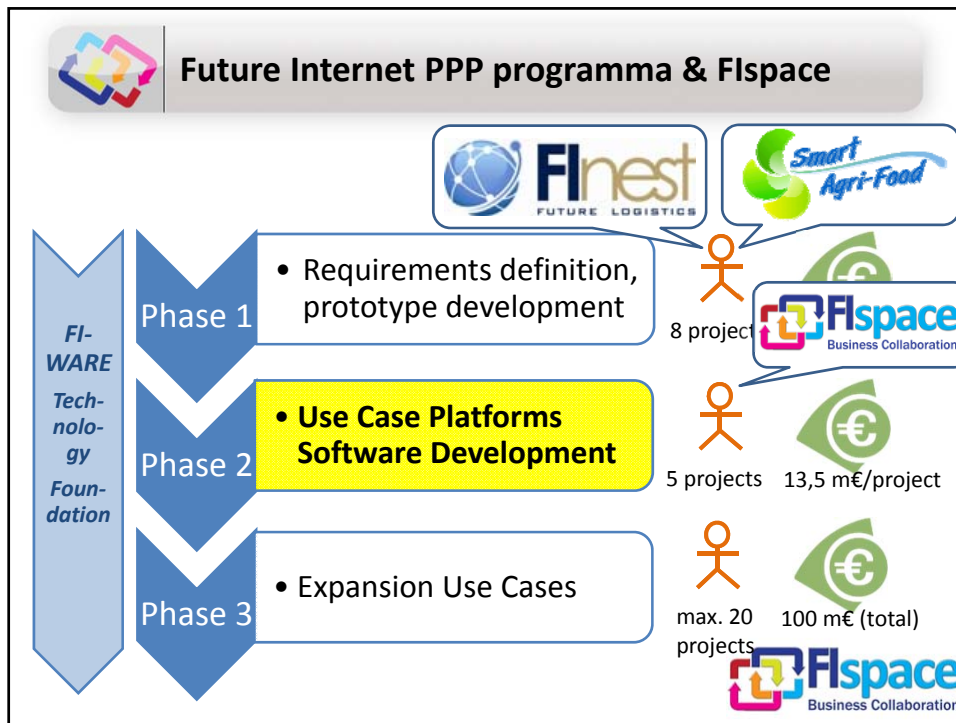 Future Internet PPP programma & FIspace
FInest
FUTURE LOGISTICS
Smart
Agri-Food
FI-
WARE
Tech-
nolo-
gy
Foun-
dation
Phase 1
• Requirements definition,
prototype development
8 project
FIspace
Business Collaboration
Phase 2
• Use Case Platforms
Software Development
5 projects
13,5 m€/project
Phase 3
• Expansion Use Cases
max. 20
projects
100 m€ (total)
FIspace
Business Collaboration